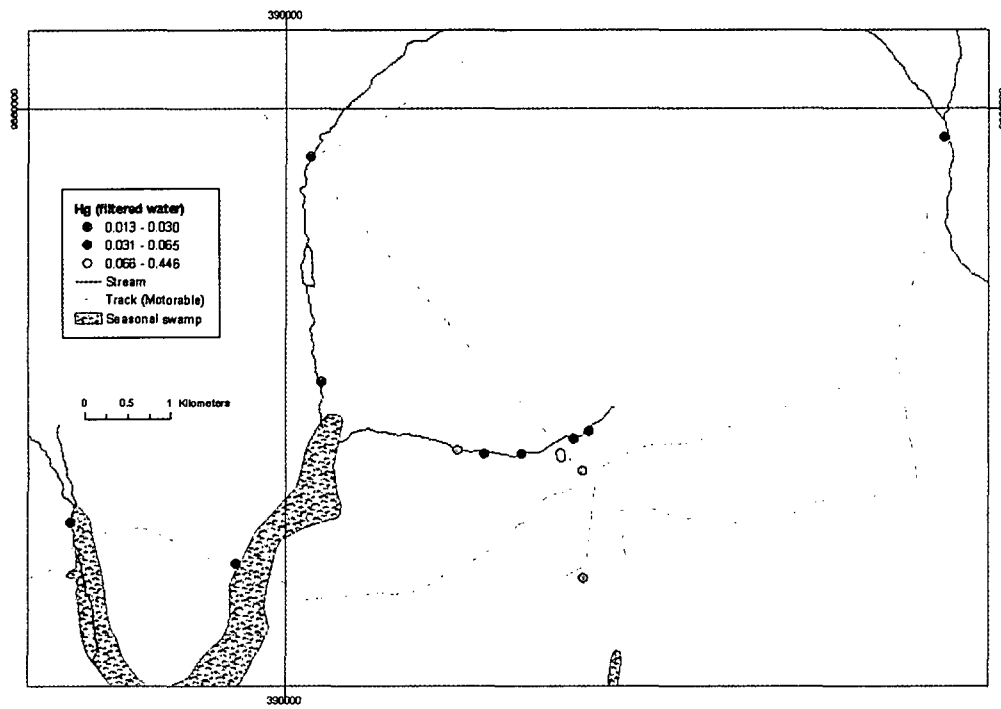 390000
9660000
Hg (filtered water)
0.013 - 0.030
0.031 - 0.065
0.066 - 0.446
Stream
Track (Motorable)
Seasonal swamp
0 0.5 1 Kilometers
390000